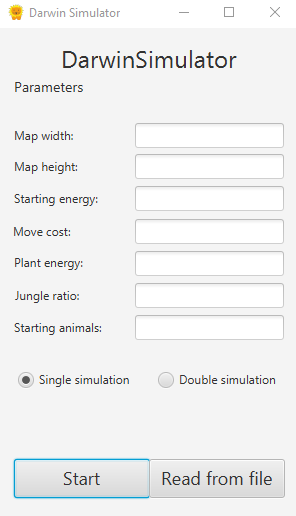 Darwin Simulator
DarwinSimulator
Parameters
Map width:
Map height:
Starting energy:
Move cost:
Plant energy:
Jungle ratio:
Starting animals:
Single simulation Double simulation
Start Read from file